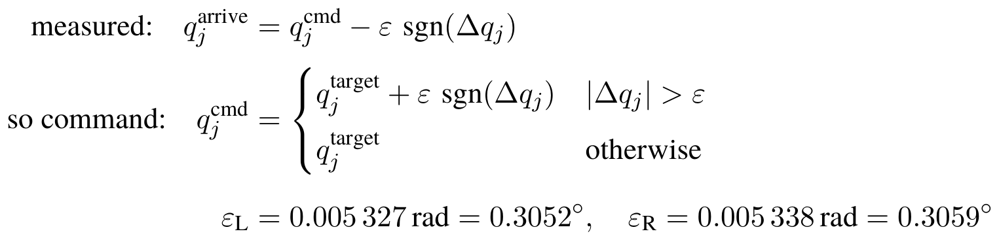 measured: q_j^arrive = q_j^cmd − ε sgn(Δq_j)
so command: q_j^cmd = { q_j^target + ε sgn(Δq_j) |Δq_j| > ε
q_j^target otherwise
ε_L = 0.005 327 rad = 0.3052°, ε_R = 0.005 338 rad = 0.3059°